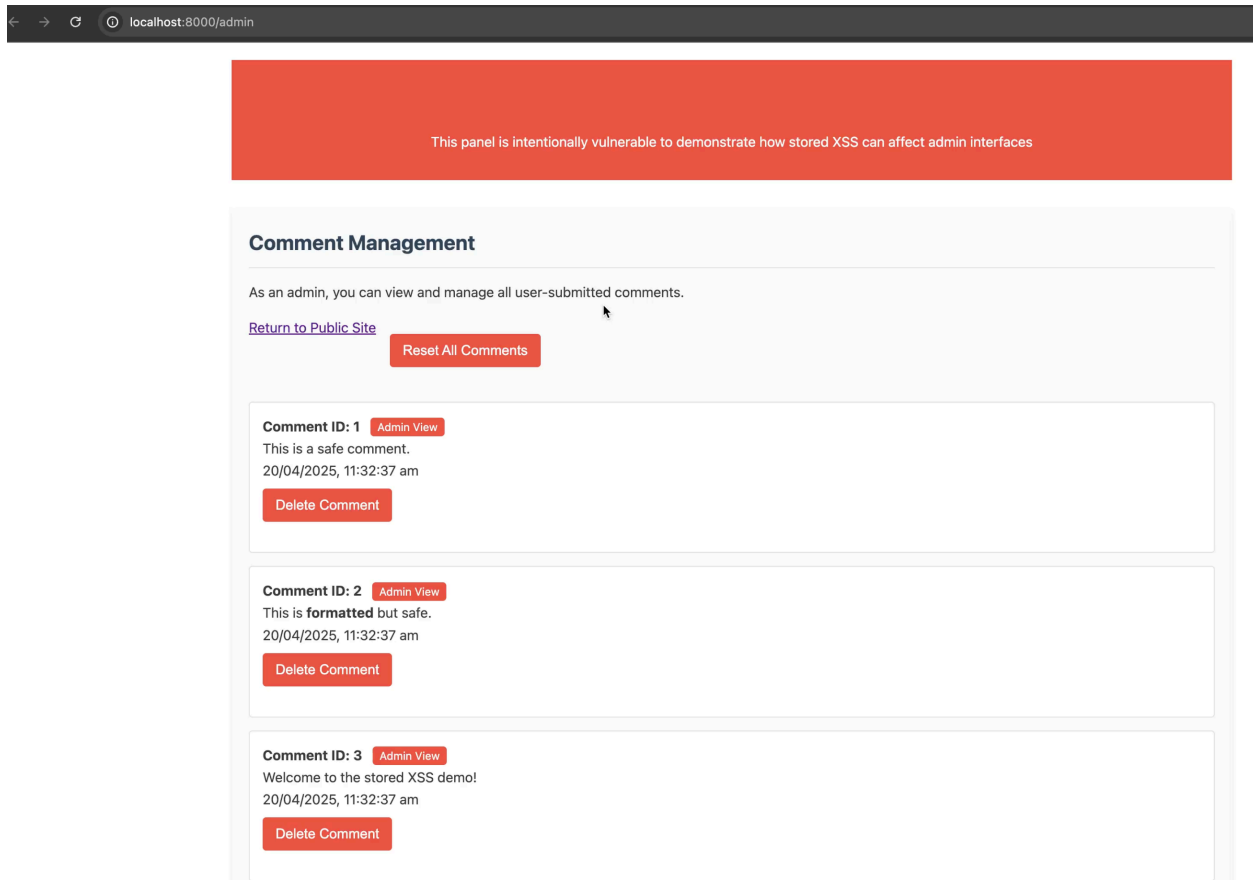 localhost:8000/admin
This panel is intentionally vulnerable to demonstrate how stored XSS can affect admin interfaces
Comment Management
As an admin, you can view and manage all user-submitted comments.
Return to Public Site
Reset All Comments
Comment ID: 1 Admin View
This is a safe comment.
20/04/2025, 11:32:37 am
Delete Comment
Comment ID: 2 Admin View
This is formatted but safe.
20/04/2025, 11:32:37 am
Delete Comment
Comment ID: 3 Admin View
Welcome to the stored XSS demo!
20/04/2025, 11:32:37 am
Delete Comment